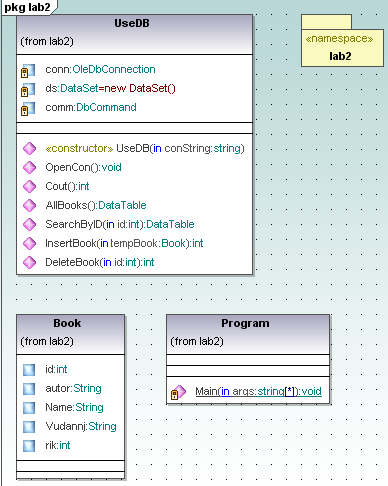 pkg lab2
UseDB
(from lab2)
conn:OleDbConnection
ds:DataSet=new DataSet()
comm:DbCommand
«constructor» UseDB(in conString:string)
OpenCon():void
Cout():int
AllBooks():DataTable
SearchByID(in id:int):DataTable
InsertBook(in tempBook:Book):int
DeleteBook(in id:int):int
«namespace»
lab2
Book
(from lab2)
id:int
autor:String
Name:String
Vudannj:String
rik:int
Program
(from lab2)
Main(in args:string[*]):void